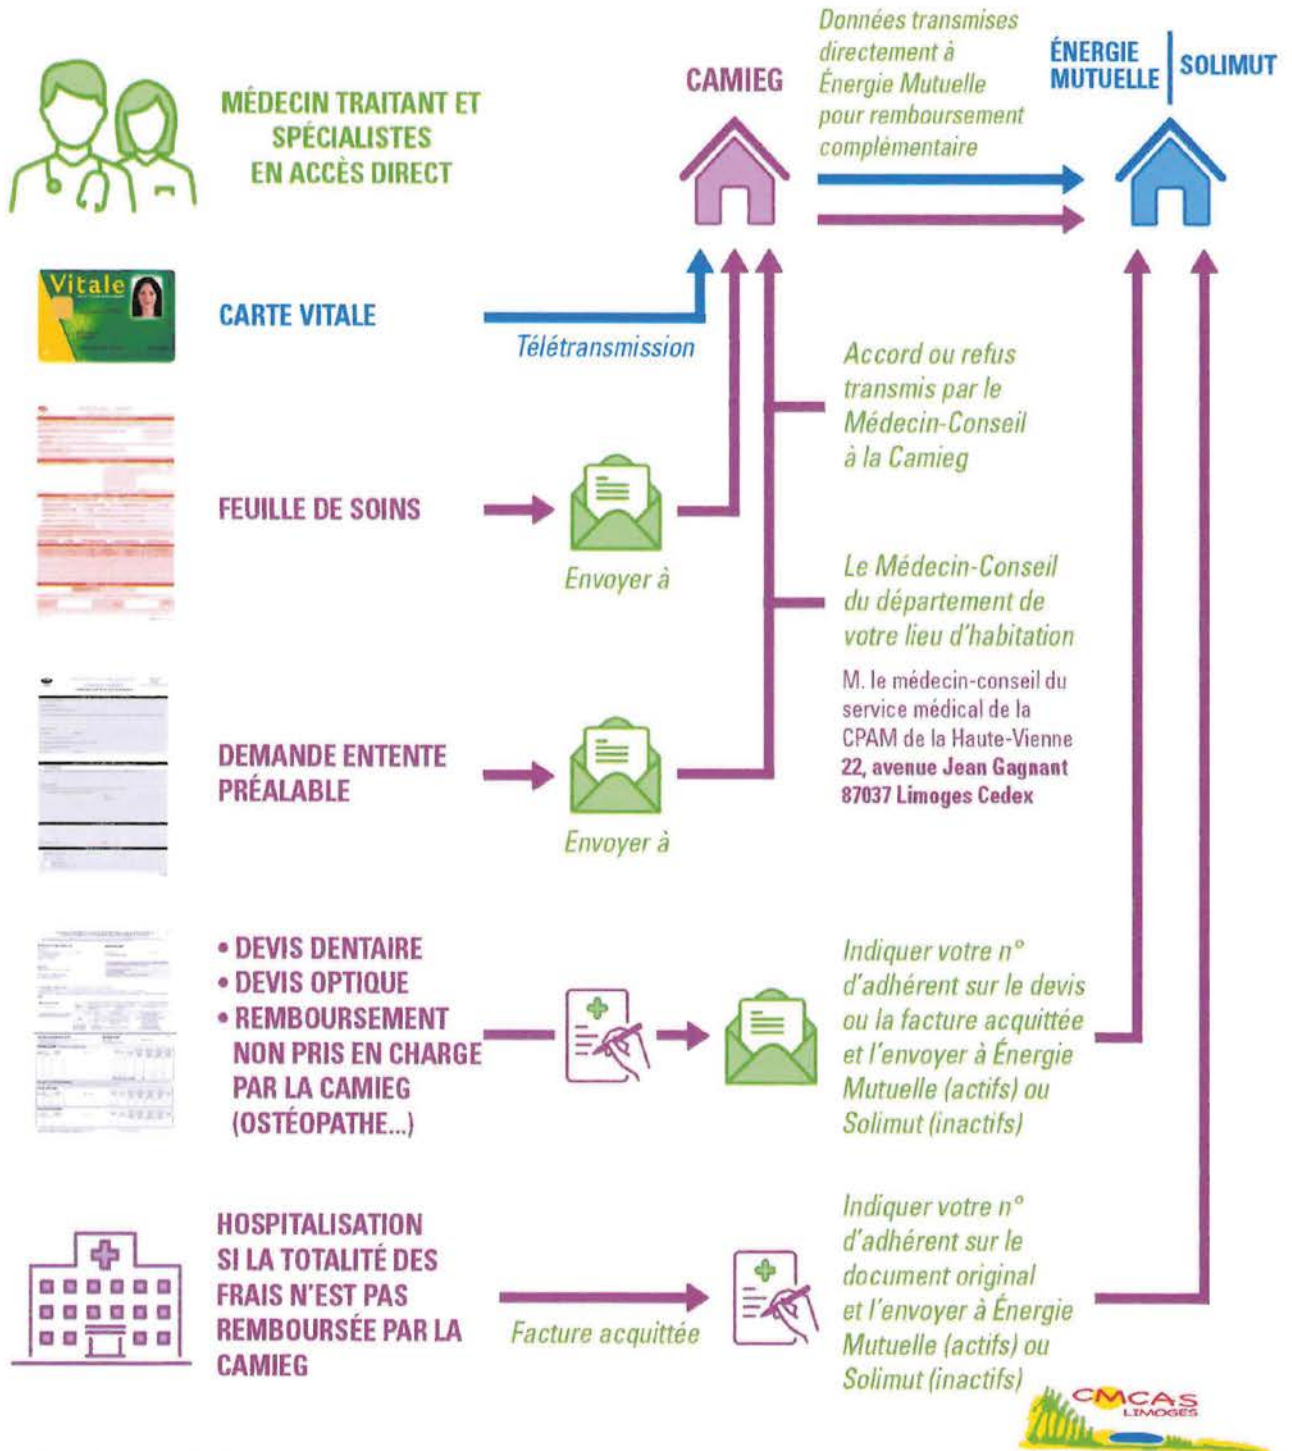 MÉDECIN TRAITANT ET
SPÉCIALISTES
EN ACCÈS DIRECT
CAMIEG
Données transmises
directement à
Énergie Mutuelle
pour remboursement
complémentaire
ÉNERGIE
MUTUELLE
SOLIMUT
Vitale
CARTE VITALE
Télétransmission
Accord ou refus
transmis par le
Médecin-Conseil
à la Camieg
FEUILLE DE SOINS
Envoyer à
Le Médecin-Conseil
du département de
votre lieu d'habitation
M. le médecin-conseil du
service médical de la
CPAM de la Haute-Vienne
22, avenue Jean Gagnant
87037 Limoges Cedex
DEMANDE ENTENTE
PRÉALABLE
Envoyer à
• DEVIS DENTAIRE
• DEVIS OPTIQUE
• REMBOURSEMENT
NON PRIS EN CHARGE
PAR LA CAMIEG
(OSTÉOPATHE...)
Indiquer votre n°
d'adhérent sur le devis
ou la facture acquittée
et l'envoyer à Énergie
Mutuelle (actifs) ou
Solimut (inactifs)
HOSPITALISATION
SI LA TOTALITÉ DES
FRAIS N'EST PAS
REMBOURSÉE PAR LA
CAMIEG
Facture acquittée
Indiquer votre n°
d'adhérent sur le
document original
et l'envoyer à Énergie
Mutuelle (actifs) ou
Solimut (inactifs)
CMCAS
LIMOGES